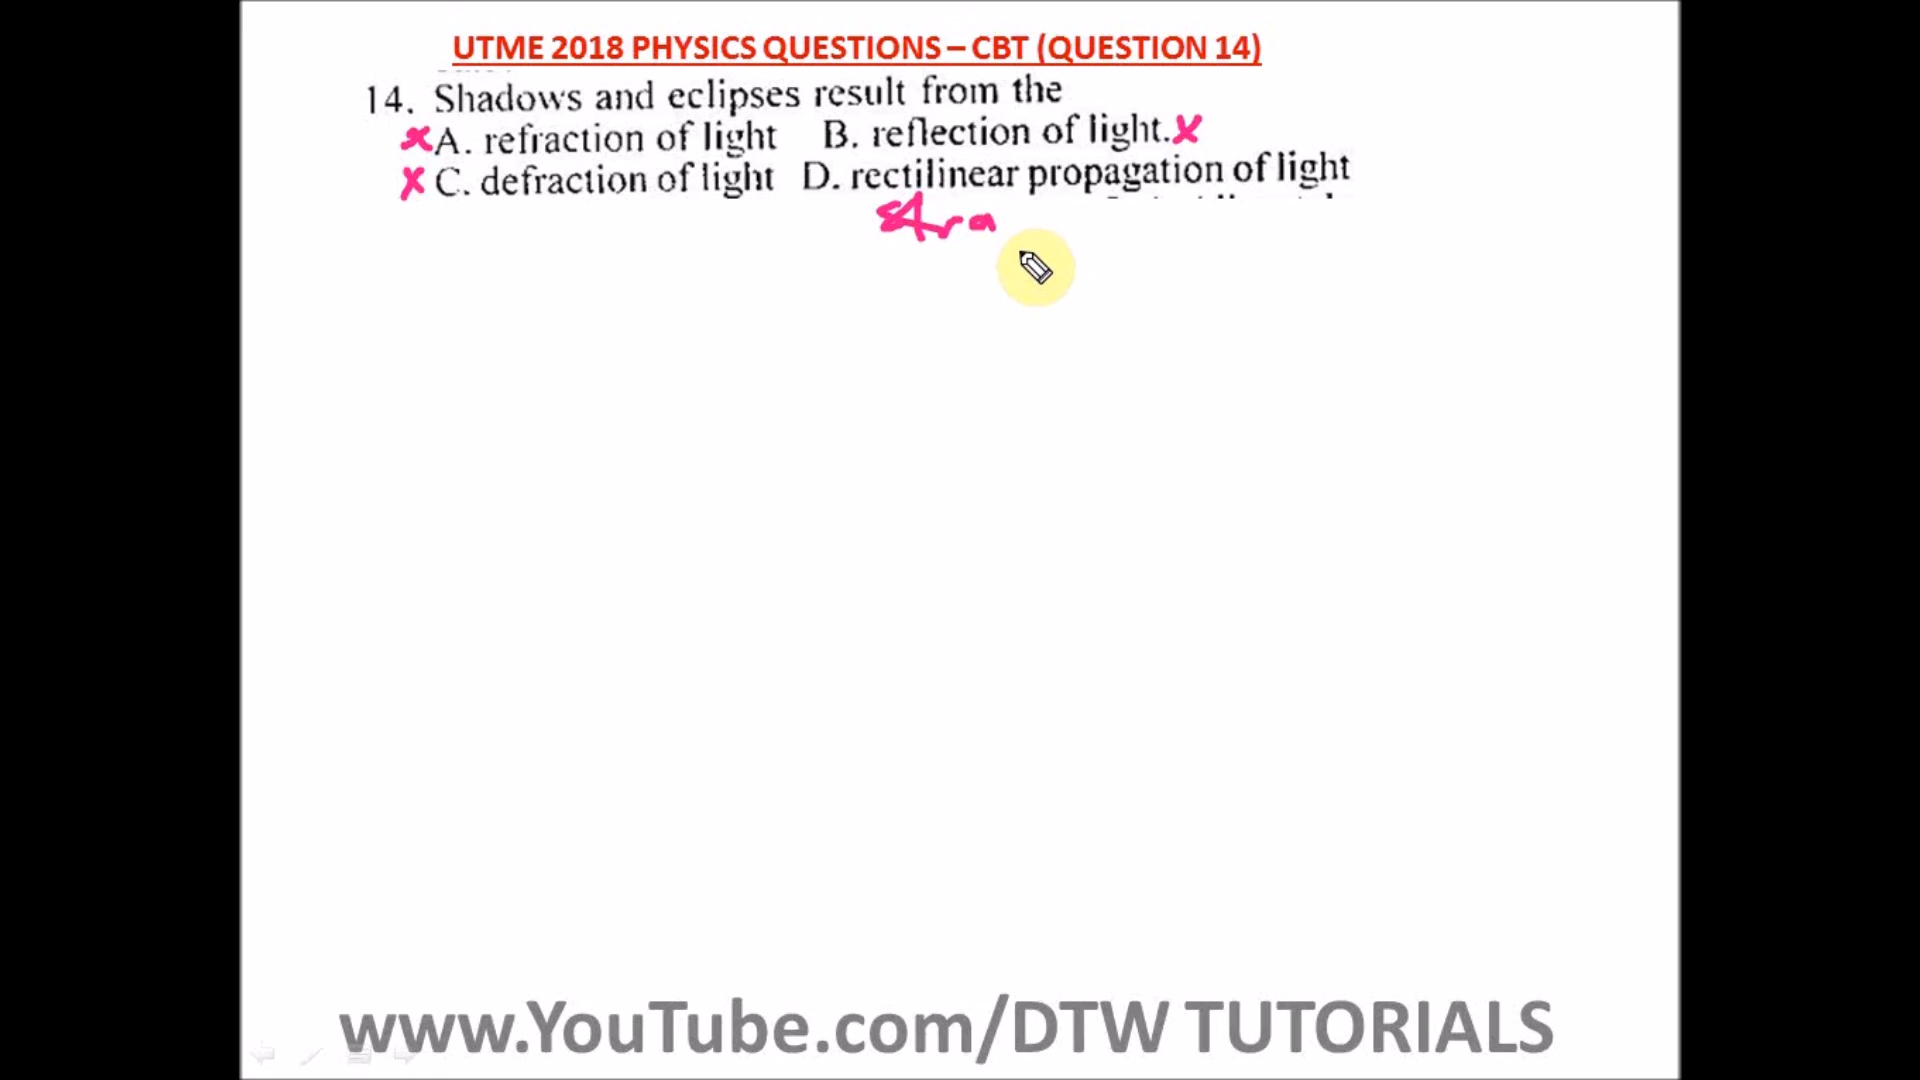 UTME 2018 PHYSICS QUESTIONS – CBT (QUESTION 14)
14. Shadows and eclipses result from the
A. refraction of light B. reflection of light.
C. defraction of light D. rectilinear propagation of light
stra
www.YouTube.com/DTW TUTORIALS